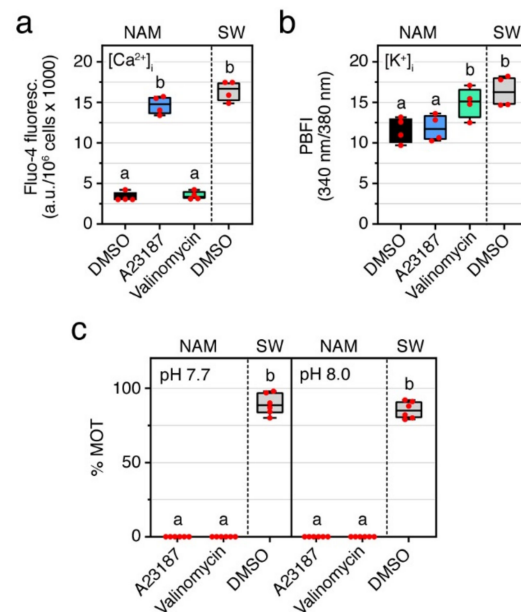 a
NAM SW
[Ca²⁺]ᵢ
Fluo-4 fluoresc.
(a.u./10⁶ cells x 1000)
20
15
10
5
0
a b a b
DMSO A23187 Valinomycin DMSO
b
NAM SW
[K⁺]ᵢ
PBFI
(340 nm/380 nm)
20
15
10
5
0
a a b b
DMSO A23187 Valinomycin DMSO
c
NAM SW NAM SW
pH 7.7 pH 8.0
% MOT
100
75
50
25
0
a a b a a b
A23187 Valinomycin DMSO A23187 Valinomycin DMSO